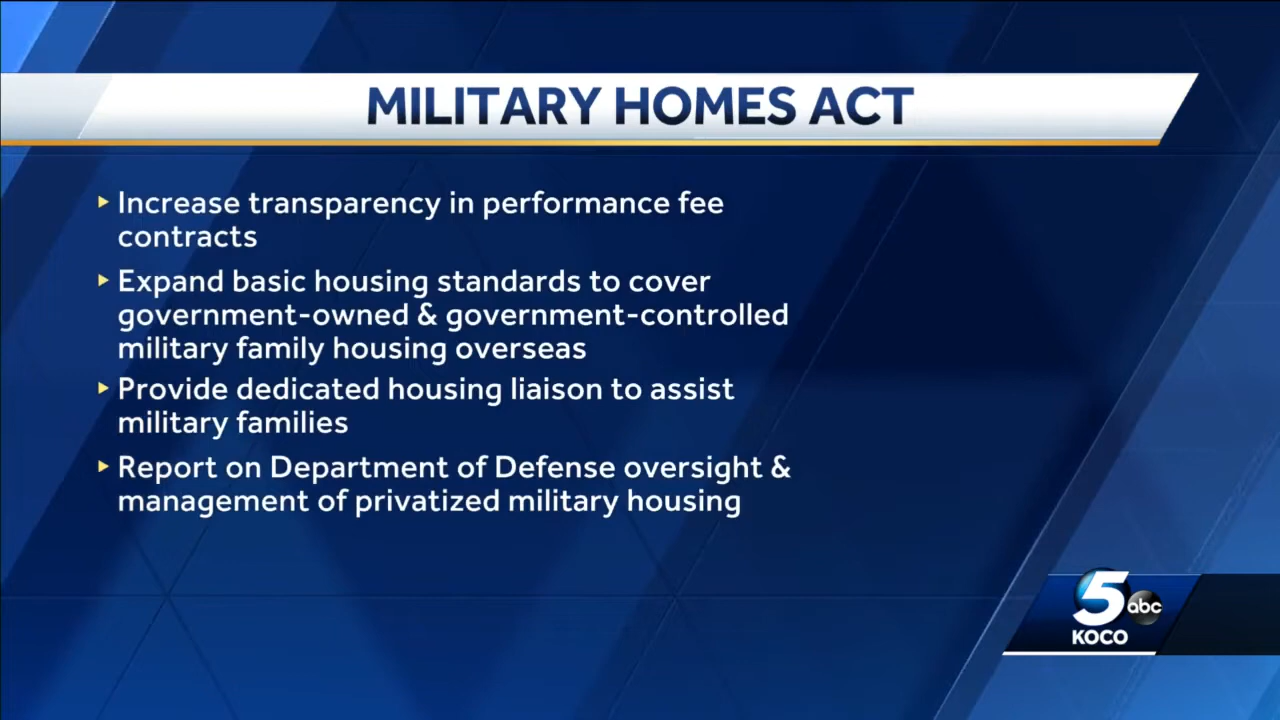 MILITARY HOMES ACT
Increase transparency in performance fee
contracts
Expand basic housing standards to cover
government-owned & government-controlled
military family housing overseas
Provide dedicated housing liaison to assist
military families
Report on Department of Defense oversight &
management of privatized military housing
5 abc
KOCO